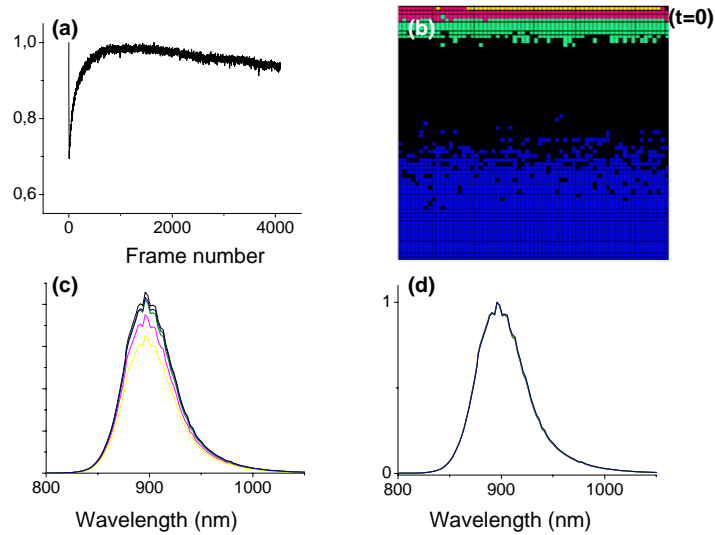 (a)
1,0
0,8
0,6
0
2000
4000
Frame number
(b)
(t=0)
(c)
800
900
1000
Wavelength (nm)
(d)
1
0
800
900
1000
Wavelength (nm)